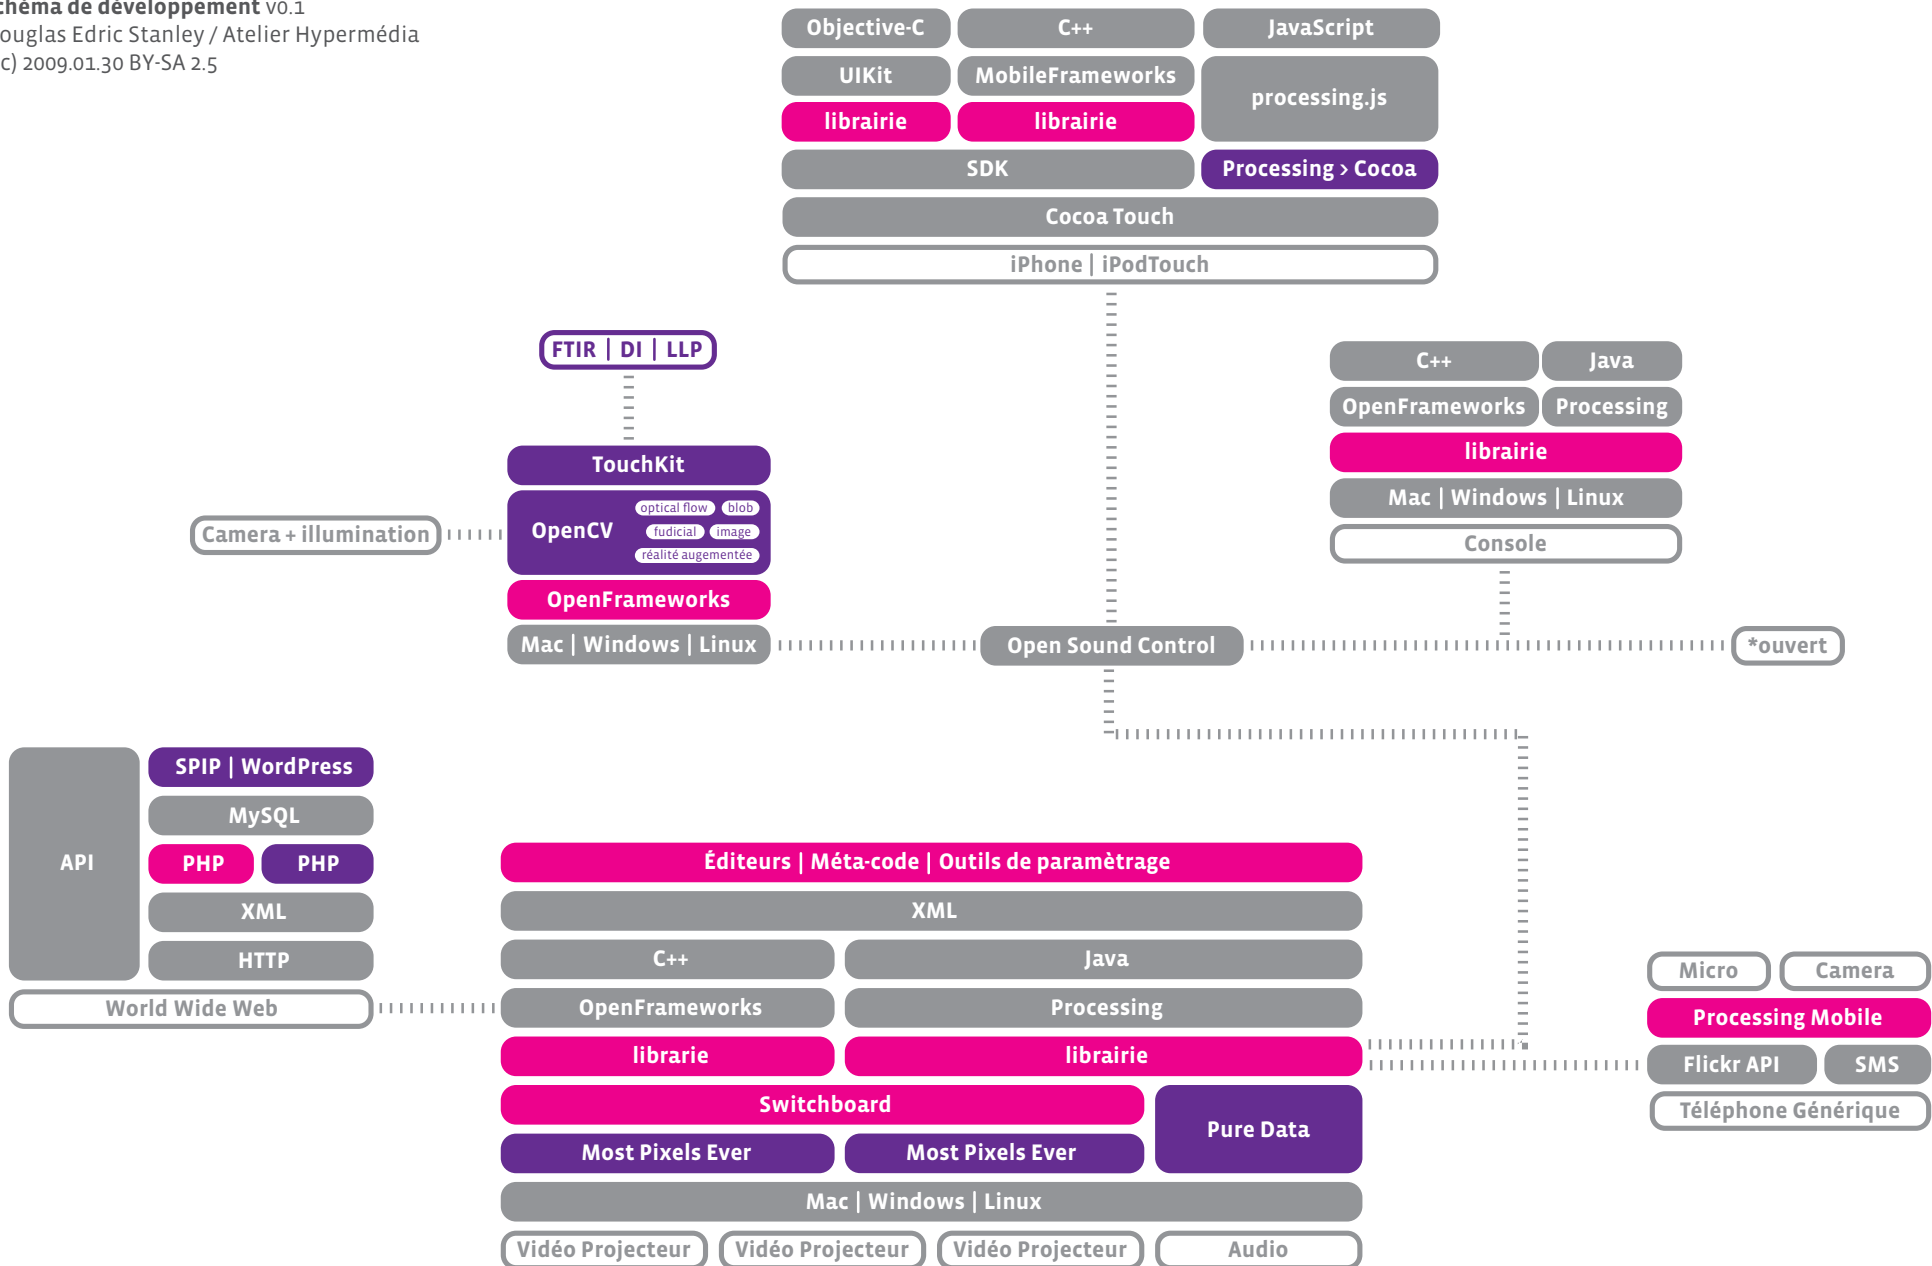 chéma de développement v0.1
ouglas Edric Stanley / Atelier Hypermédia
c) 2009.01.30 BY-SA 2.5
Objective-C
C++
JavaScript
UIKit
MobileFrameworks
processing.js
librairie
librairie
SDK
Processing > Cocoa
Cocoa Touch
iPhone | iPodTouch
FTIR | DI | LLP
TouchKit
OpenCV
optical flow
blob
fudicial
image
réalité augementée
Camera + illumination
OpenFrameworks
Mac | Windows | Linux
C++
Java
OpenFrameworks
Processing
librairie
Mac | Windows | Linux
Console
Open Sound Control
*ouvert
API
SPIP | WordPress
MySQL
PHP
PHP
XML
HTTP
World Wide Web
Éditeurs | Méta-code | Outils de paramètrage
XML
C++
Java
OpenFrameworks
Processing
librarie
librairie
Switchboard
Pure Data
Most Pixels Ever
Most Pixels Ever
Mac | Windows | Linux
Vidéo Projecteur
Vidéo Projecteur
Vidéo Projecteur
Audio
Micro
Camera
Processing Mobile
Flickr API
SMS
Téléphone Générique